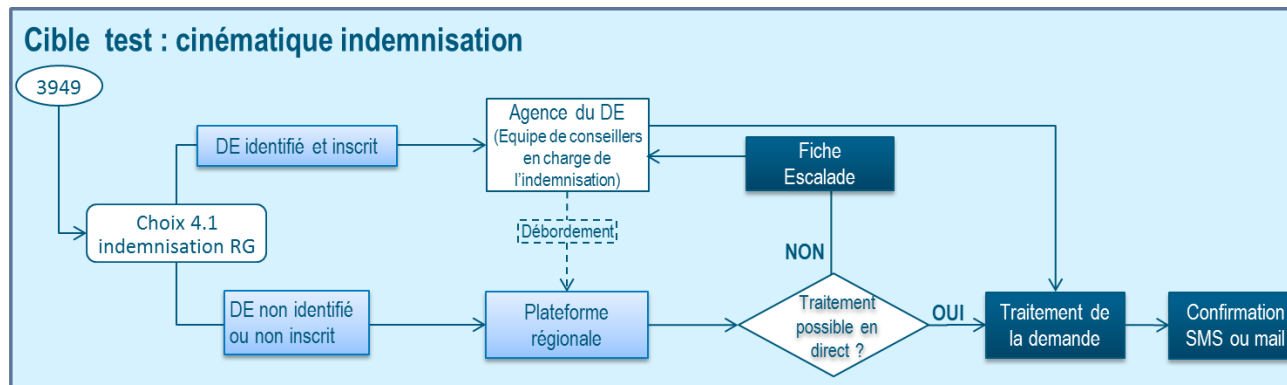 Cible test : cinématique indemnisation
3949
DE identifié et inscrit
Agence du DE
(Equipe de conseillers
en charge de
l'indemnisation)
Fiche
Escalade
Choix 4.1
indemnisation RG
Débordement
NON
DE non identifié
ou non inscrit
Plateforme
régionale
Traitement
possible en
direct ?
OUI
Traitement de
la demande
Confirmation
SMS ou mail